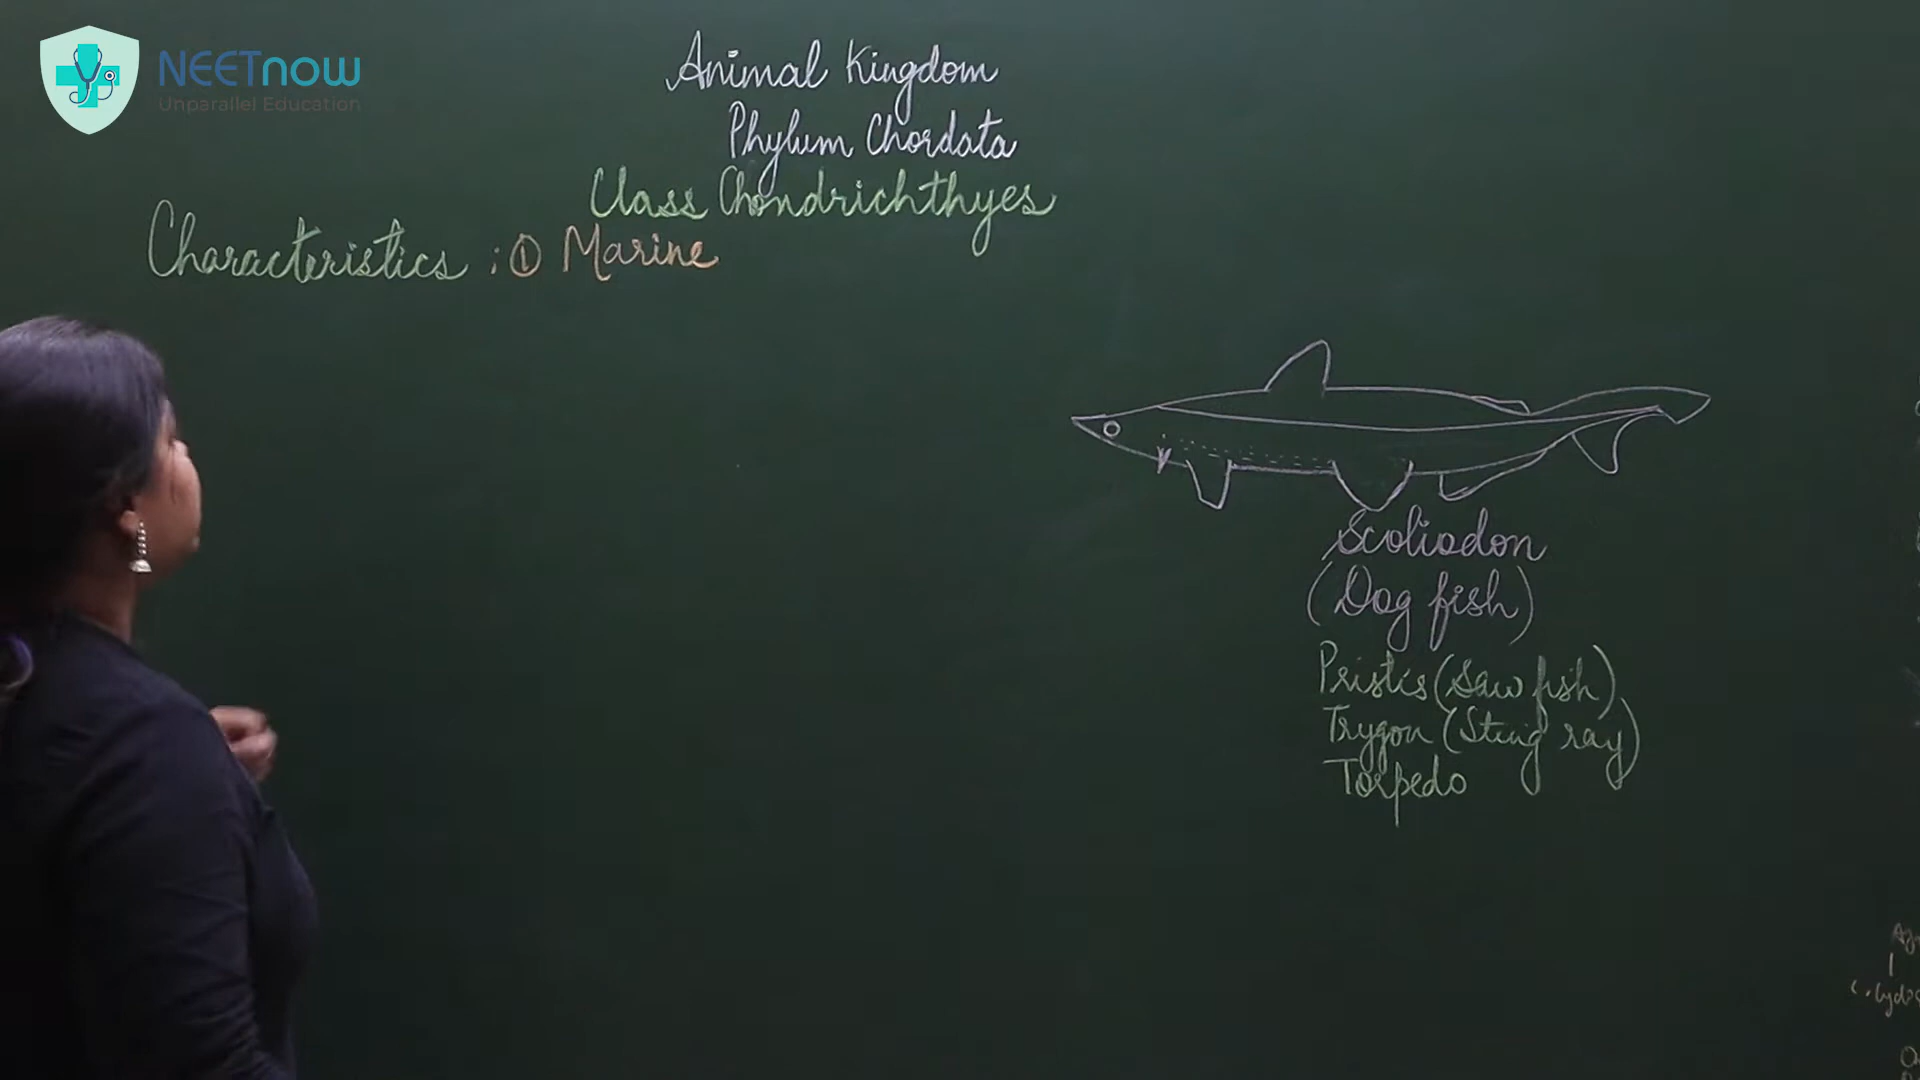 NEETnow
Unparallel Education
Animal Kingdom
Phylum Chordata
Class Chondrichthyes
Characteristics : ① Marine
Scoliodon
(Dog fish)
Pristis (Saw fish)
Trygon (Sting ray)
Torpedo